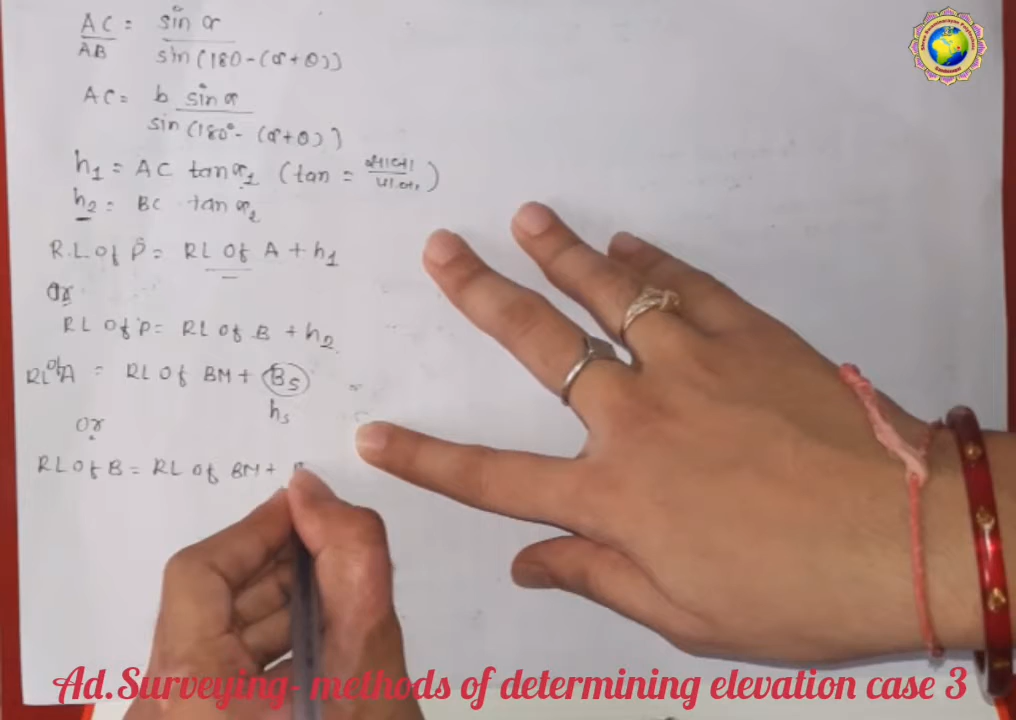 AC = sin α
AB sin (180 - (α + θ))
AC = b sin α
sin (180° - (α + θ))
h1 = AC tan α1 (tan = सा.बा. )
h2 = BC tan α2
R.L of P = RL of A + h1
Or
RL of P = RL of B + h2.
RL of A = RL of BM + BS
hs
Or
RL of B = RL of BM +
Ad.Surveying- methods of determining elevation case 3